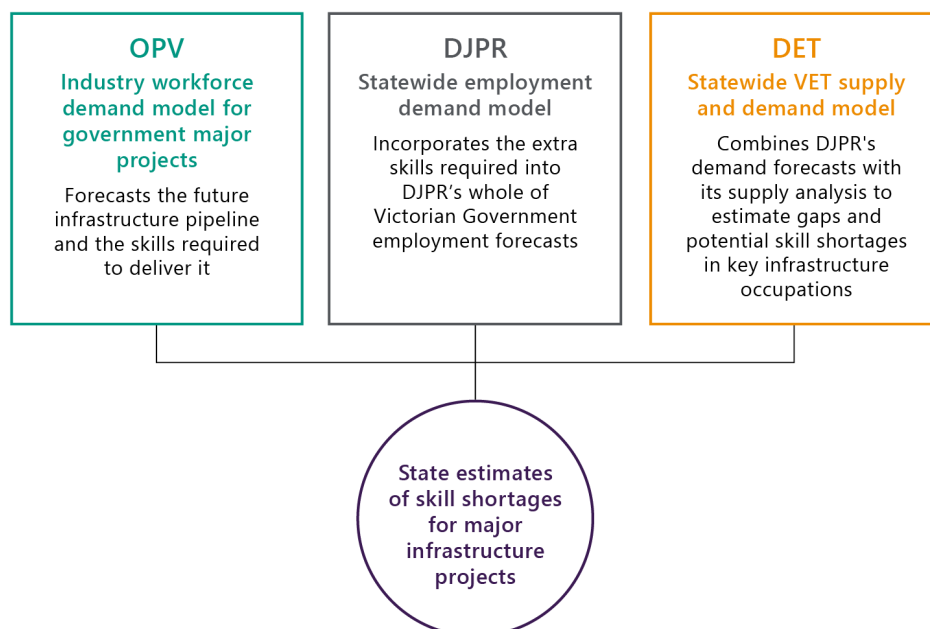 OPV
Industry workforce
demand model for
government major
projects
Forecasts the future
infrastructure pipeline
and the skills required
to deliver it
DJPR
Statewide employment
demand model
Incorporates the extra
skills required into
DJPR’s whole of
Victorian Government
employment forecasts
DET
Statewide VET supply
and demand model
Combines DJPR's
demand forecasts with
its supply analysis to
estimate gaps and
potential skill shortages
in key infrastructure
occupations
State estimates
of skill shortages
for major
infrastructure
projects